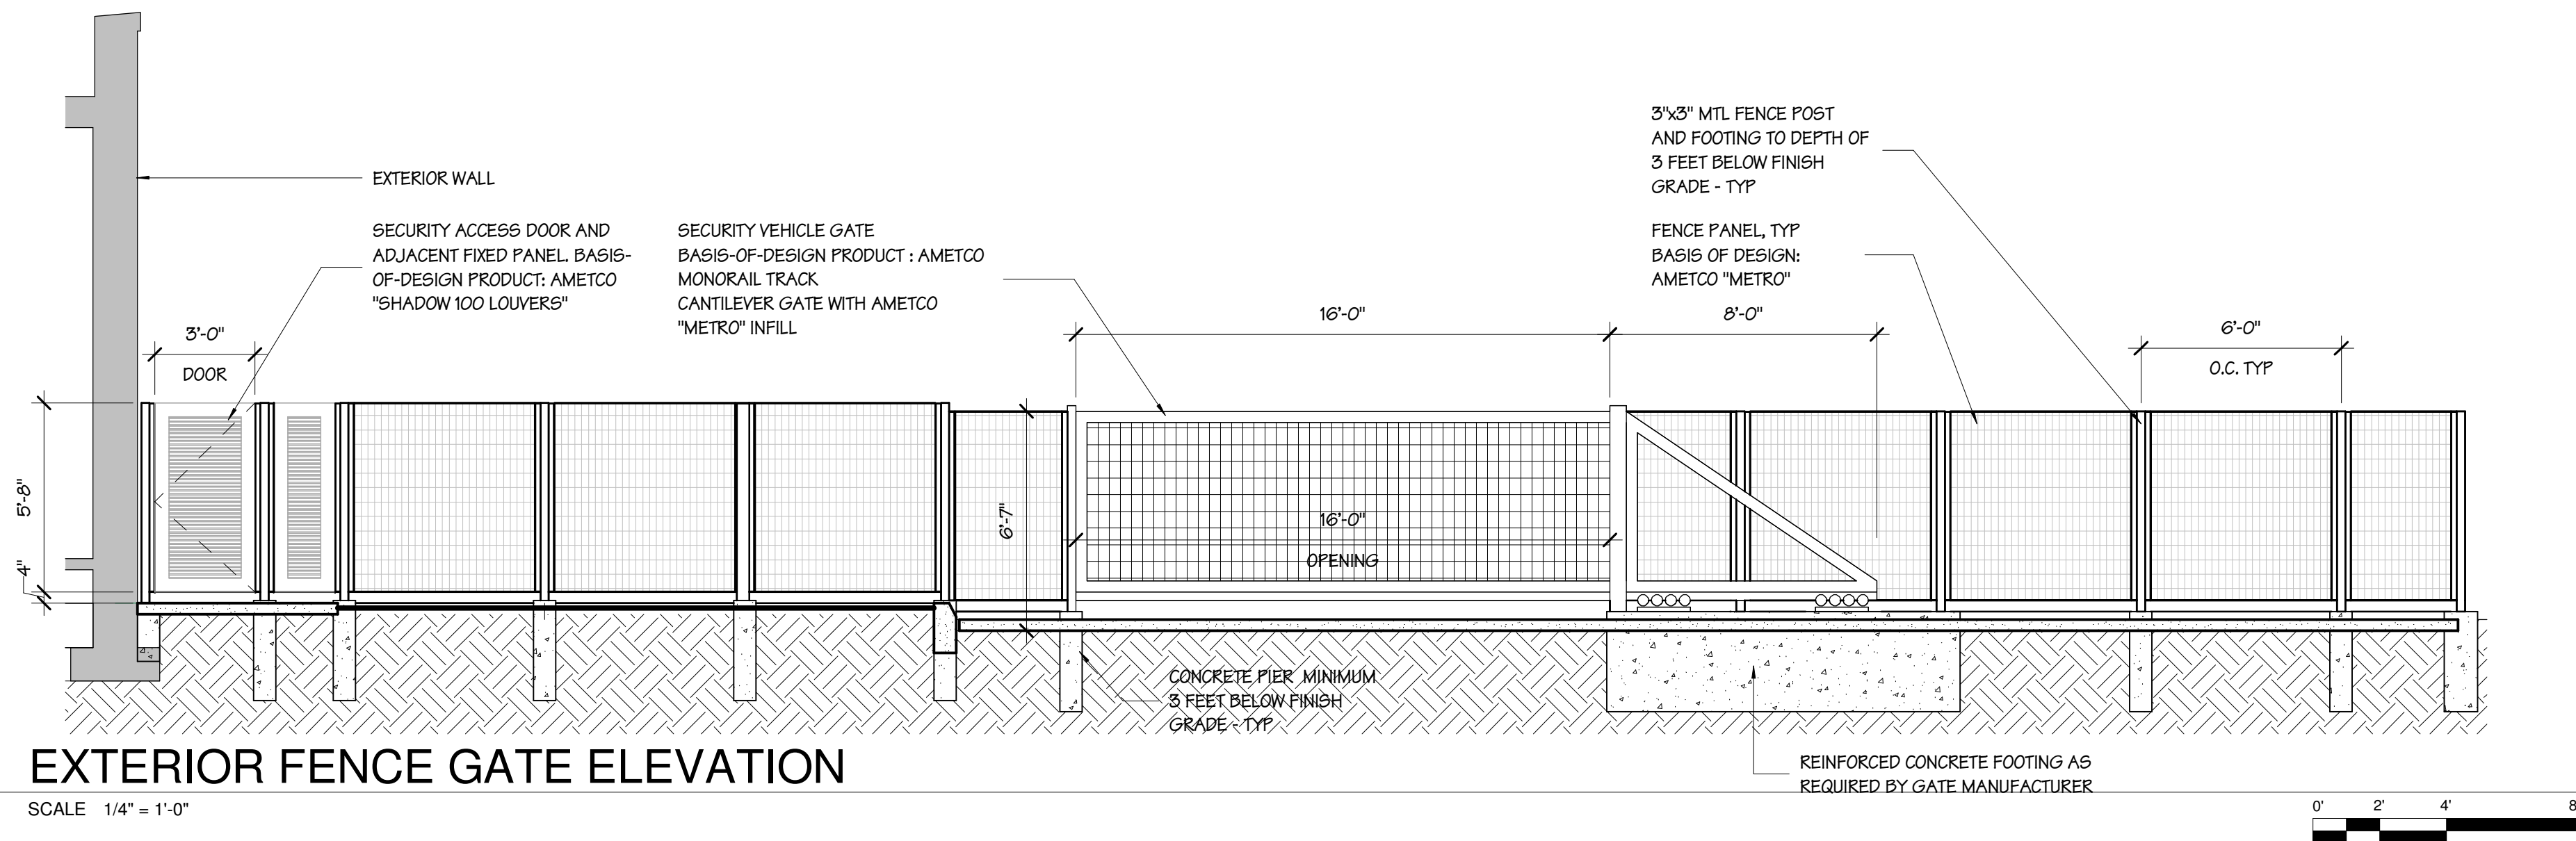 3"x3" MTL FENCE POST
AND FOOTING TO DEPTH OF
3 FEET BELOW FINISH
GRADE - TYP
EXTERIOR WALL
SECURITY ACCESS DOOR AND
ADJACENT FIXED PANEL. BASIS-
OF-DESIGN PRODUCT: AMETCO
"SHADOW 100 LOUVERS"
SECURITY VEHICLE GATE
BASIS-OF-DESIGN PRODUCT : AMETCO
MONORAIL TRACK
CANTILEVER GATE WITH AMETCO
"METRO" INFILL
FENCE PANEL, TYP
BASIS OF DESIGN:
AMETCO "METRO"
3'-0"
DOOR
16'-0"
8'-0"
6'-0"
O.C. TYP
5'-8"
4"
6'-7"
16'-0"
OPENING
CONCRETE PIER MINIMUM
3 FEET BELOW FINISH
GRADE - TYP
REINFORCED CONCRETE FOOTING AS
REQUIRED BY GATE MANUFACTURER
EXTERIOR FENCE GATE ELEVATION
SCALE 1/4" = 1'-0"
0' 2' 4' 8